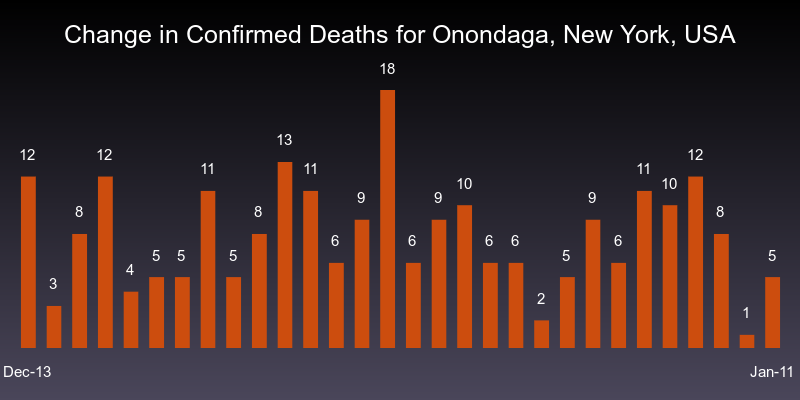 Change in Confirmed Deaths for Onondaga, New York, USA
12 3 8 12 4 5 5 11 5 8 13 11 6 9 18 6 9 10 6 6 2 5 9 6 11 10 12 8 1 5
Dec-13 Jan-11